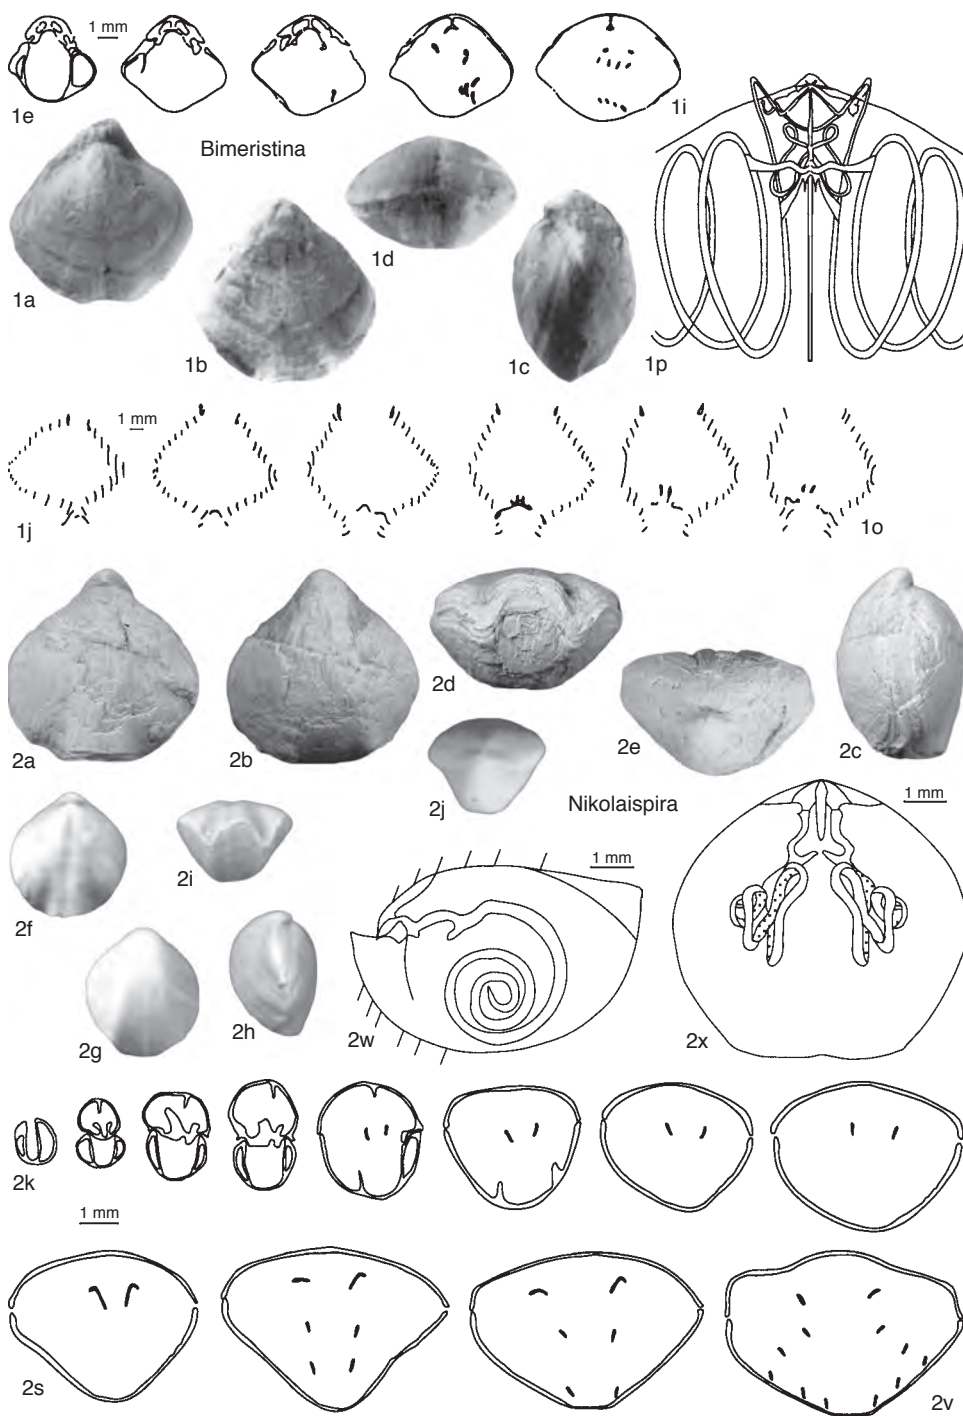 1e
1 mm
1i
Bimeristina
1a
1b
1d
1c
1p
1 mm
1j
1o
2a
2b
2d
2e
2c
2j
Nikolaispira
1 mm
2f
2i
1 mm
2g
2h
2w
2x
2k
1 mm
2s
2v